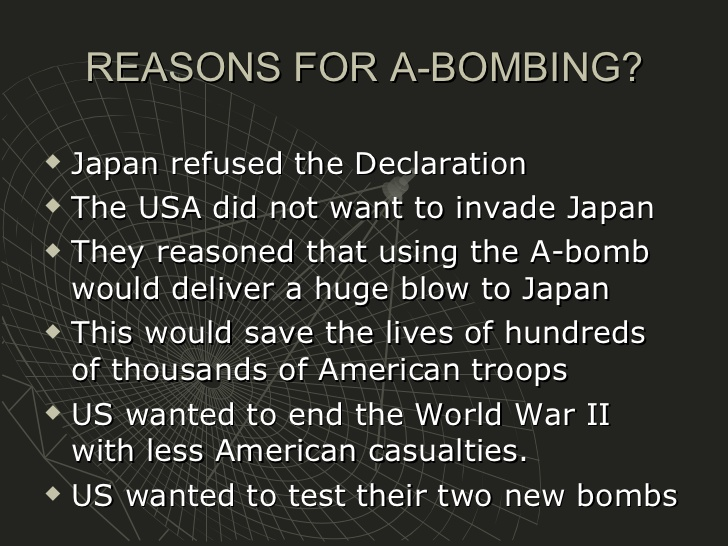 REASONS FOR A-BOMBING?
Japan refused the Declaration
The USA did not want to invade Japan
They reasoned that using the A-bomb
would deliver a huge blow to Japan
This would save the lives of hundreds
of thousands of American troops
US wanted to end the World War II
with less American casualties.
US wanted to test their two new bombs